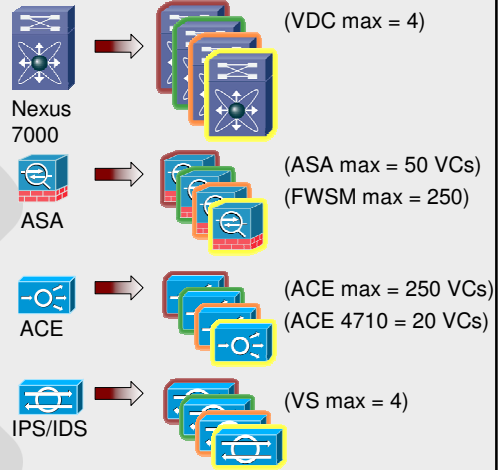 (VDC max = 4)
Nexus
7000
(ASA max = 50 VCs)
(FWSM max = 250)
ASA
(ACE max = 250 VCs)
(ACE 4710 = 20 VCs)
ACE
(VS max = 4)
IPS/IDS